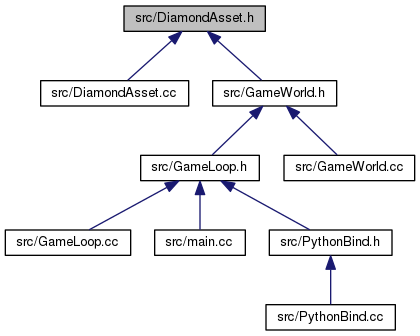 src/DiamondAsset.h
src/DiamondAsset.cc
src/GameWorld.h
src/GameLoop.h
src/GameWorld.cc
src/GameLoop.cc
src/main.cc
src/PythonBind.h
src/PythonBind.cc